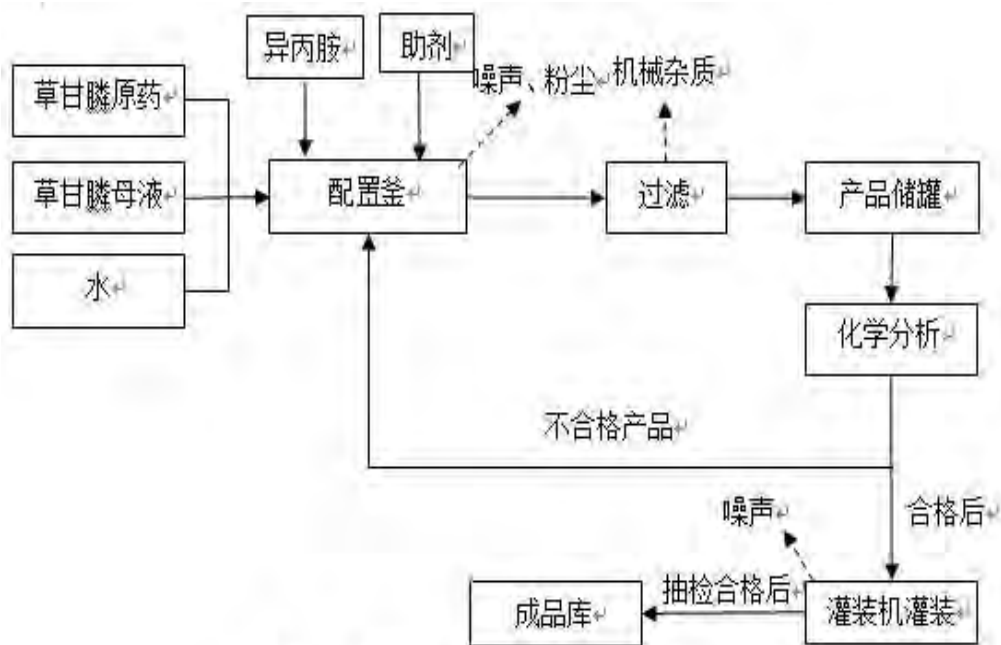 异丙胺
助剂
草甘膦原药
噪声、粉尘
机械杂质
草甘膦母液
配置釜
过滤
产品储罐
水
化学分析
不合格产品
噪声
合格后
成品库
抽检合格后
灌装机灌装